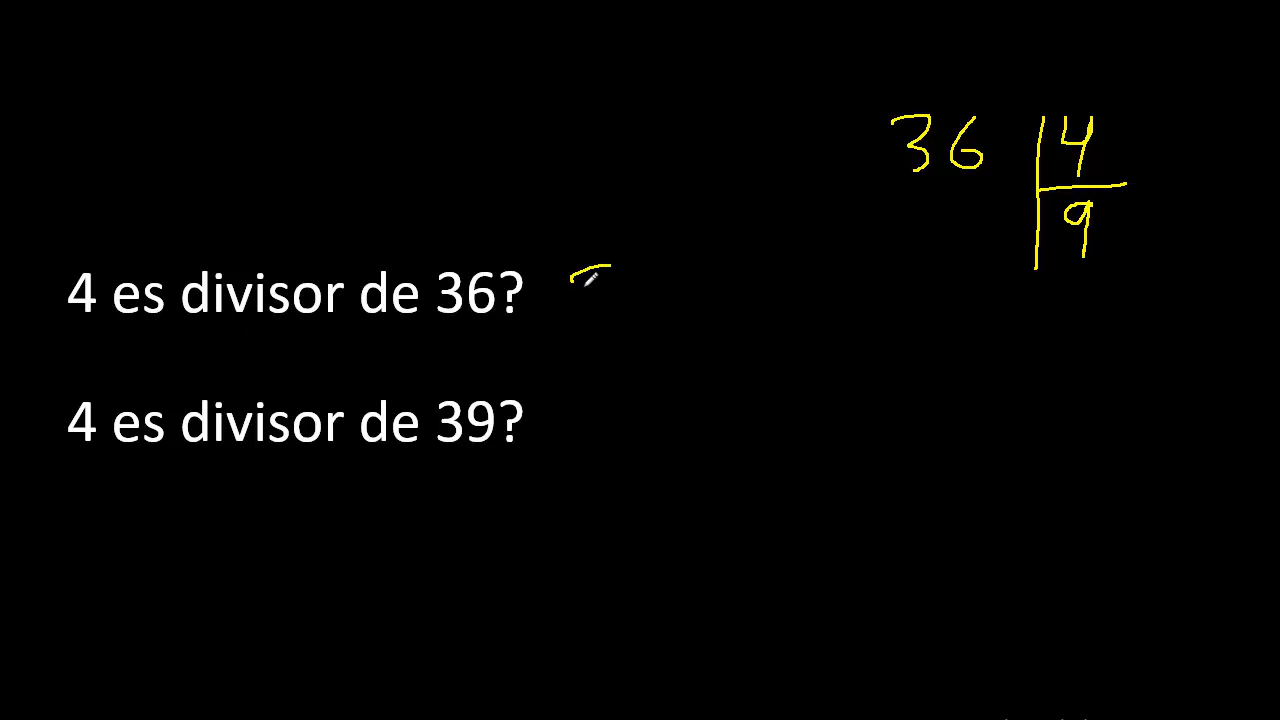 36 4
9
4 es divisor de 36?
4 es divisor de 39?